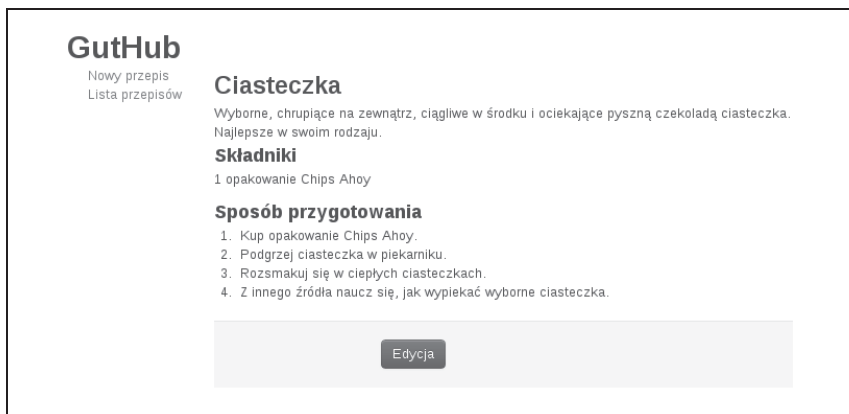 GutHub
Nowy przepis
Lista przepisów
Ciasteczka
Wyborne, chrupiące na zewnątrz, ciągliwe w środku i ociekające pyszną czekoladą ciasteczka.
Najlepsze w swoim rodzaju.
Składniki
1 opakowanie Chips Ahoy
Sposób przygotowania
1. Kup opakowanie Chips Ahoy.
2. Podgrzej ciasteczka w piekarniku.
3. Rozsmakuj się w ciepłych ciasteczkach.
4. Z innego źródła naucz się, jak wypiekać wyborne ciasteczka.
Edycja